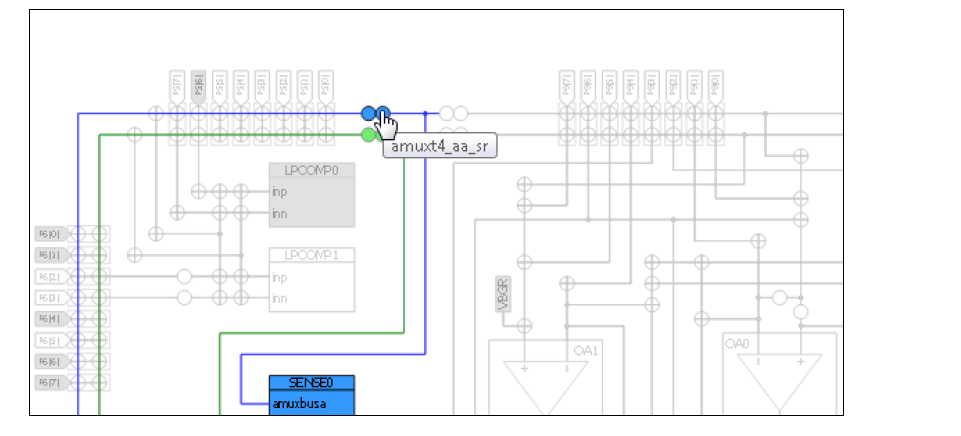 P5[7]
P5[6]
P5[5]
P5[4]
P5[3]
P5[2]
P5[1]
P5[0]
P9[7]
P9[6]
P9[5]
P9[4]
P9[3]
P9[2]
P9[1]
P9[0]
amuxt4_aa_sr
LPCOMP0
inp
inn
P6[0]
P6[1]
P6[2]
P6[3]
P6[4]
P6[5]
P6[6]
P6[7]
LPCOMP1
inp
inn
VBGR
OA1
+
-
OA0
-
+
SENSE0
amuxbusa